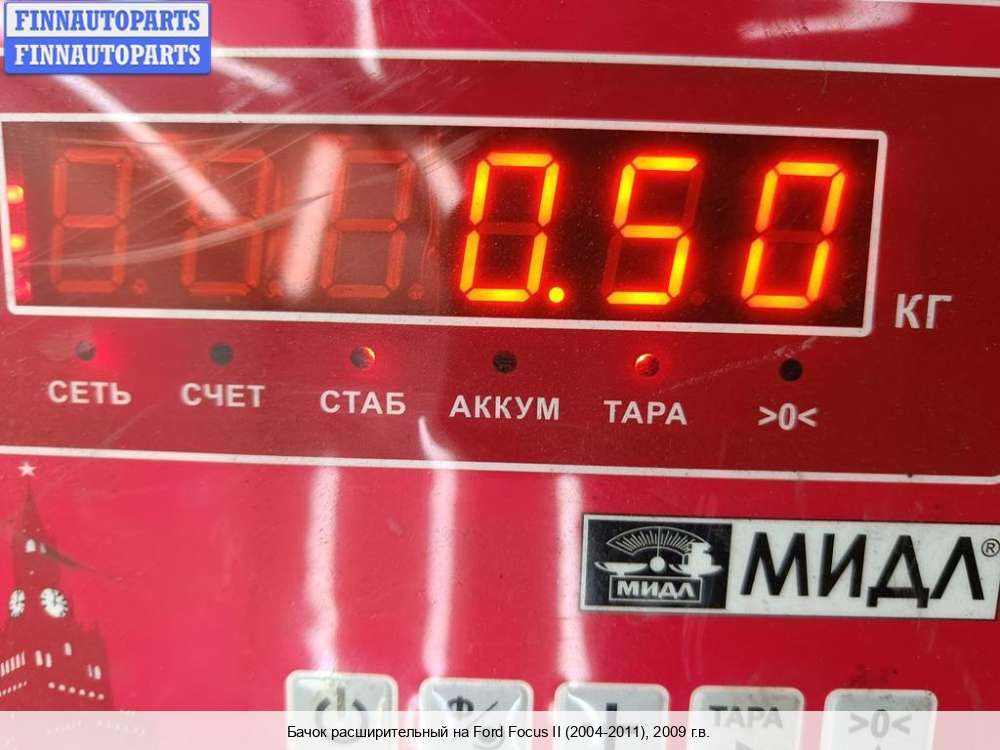 FINNAUTOPARTS
FINNAUTOPARTS
0.50
КГ
СЕТЬ СЧЕТ СТАБ АККУМ ТАРА >0<
МИДЛ МИДЛ®
ТАРА >0<
Бачок расширительный на Ford Focus II (2004-2011), 2009 г.в.